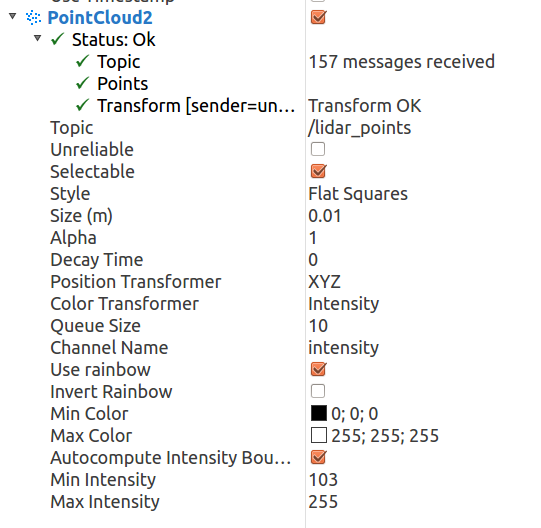 PointCloud2
Status: Ok
Topic 157 messages received
Points
Transform [sender=un... Transform OK
Topic /lidar_points
Unreliable
Selectable
Style Flat Squares
Size (m) 0.01
Alpha 1
Decay Time 0
Position Transformer XYZ
Color Transformer Intensity
Queue Size 10
Channel Name intensity
Use rainbow
Invert Rainbow
Min Color 0; 0; 0
Max Color 255; 255; 255
Autocompute Intensity Bou...
Min Intensity 103
Max Intensity 255